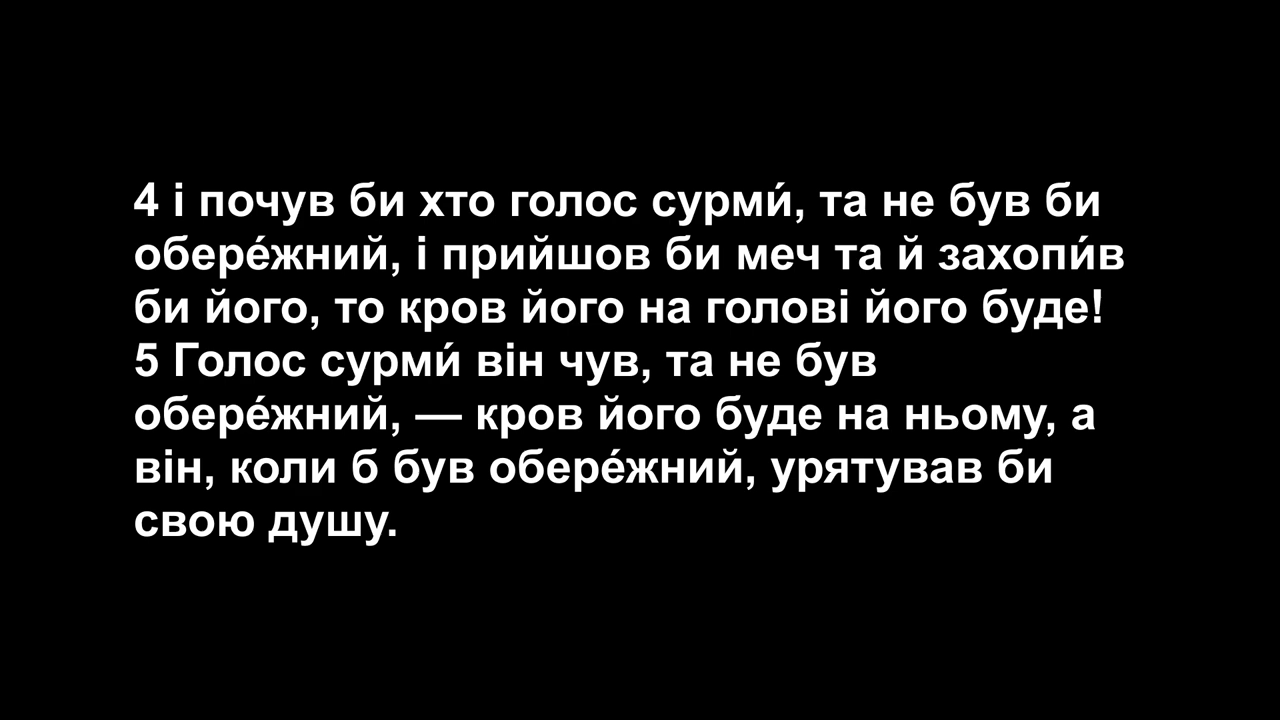 4 і почув би хто голос сурми́, та не був би
обере́жний, і прийшов би меч та й захопи́в
би його, то кров його на голові його буде!
5 Голос сурми́ він чув, та не був
обере́жний, — кров його буде на ньому, а
він, коли б був обере́жний, урятував би
свою душу.